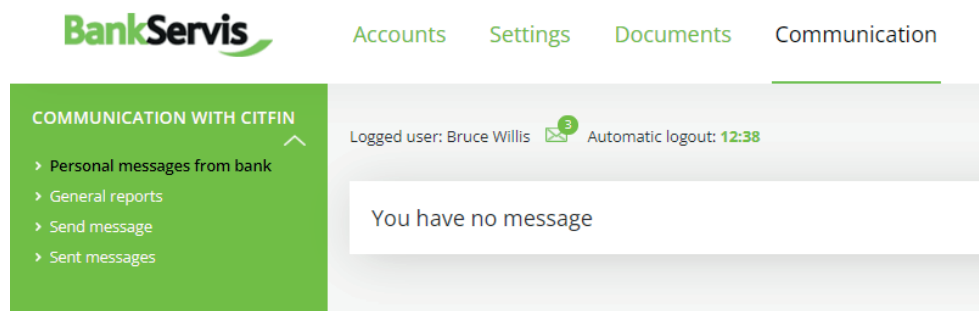 BankServis
Accounts Settings Documents Communication
COMMUNICATION WITH CITFIN
> Personal messages from bank
> General reports
> Send message
> Sent messages
Logged user: Bruce Willis 3 Automatic logout: 12:38
You have no message